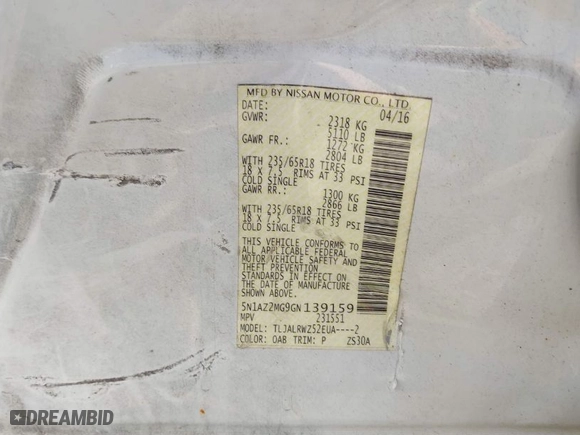 MFD BY NISSAN MOTOR CO., LTD.
DATE: 04/16
GVWR: 2318 KG
5110 LB
GAWR FR.: 1272 KG
2804 LB
WITH 235/65R18 TIRES
18 X 7.5 RIMS AT 33 PSI
COLD SINGLE
GAWR RR.: 1300 KG
2866 LB
WITH 235/65R18 TIRES
18 X 7.5 RIMS AT 33 PSI
COLD SINGLE
THIS VEHICLE CONFORMS TO
ALL APPLICABLE FEDERAL
MOTOR/VEHICLE SAFETY AND
THEFT PREVENTION
STANDARDS IN EFFECT ON
THE DATE OF MANUFACTURE
SHOWN ABOVE.
5N1AZ2MG9GN139159
MPV 231551
MODEL: TLJALRWZ52EUA----2
COLOR: QAB TRIM: P ZS30A
DREAMBID